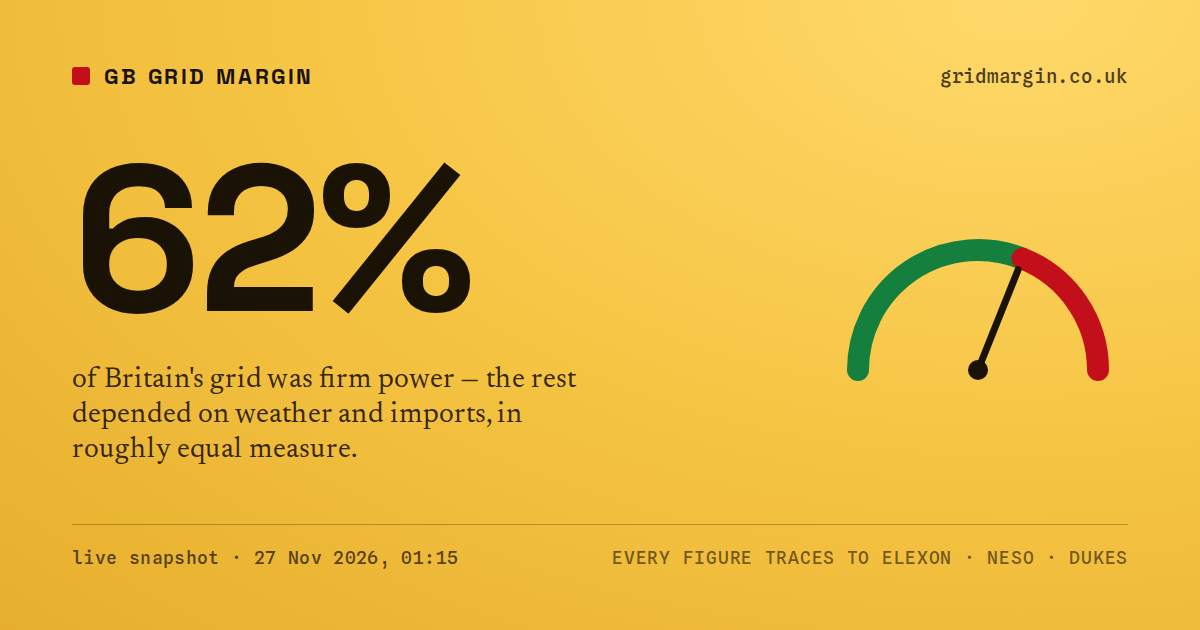 GB GRID MARGIN
gridmargin.co.uk
62%
of Britain's grid was firm power – the rest
depended on weather and imports, in
roughly equal measure.
live snapshot · 27 Nov 2026, 01:15
EVERY FIGURE TRACES TO ELEXON · NESO · DUKES